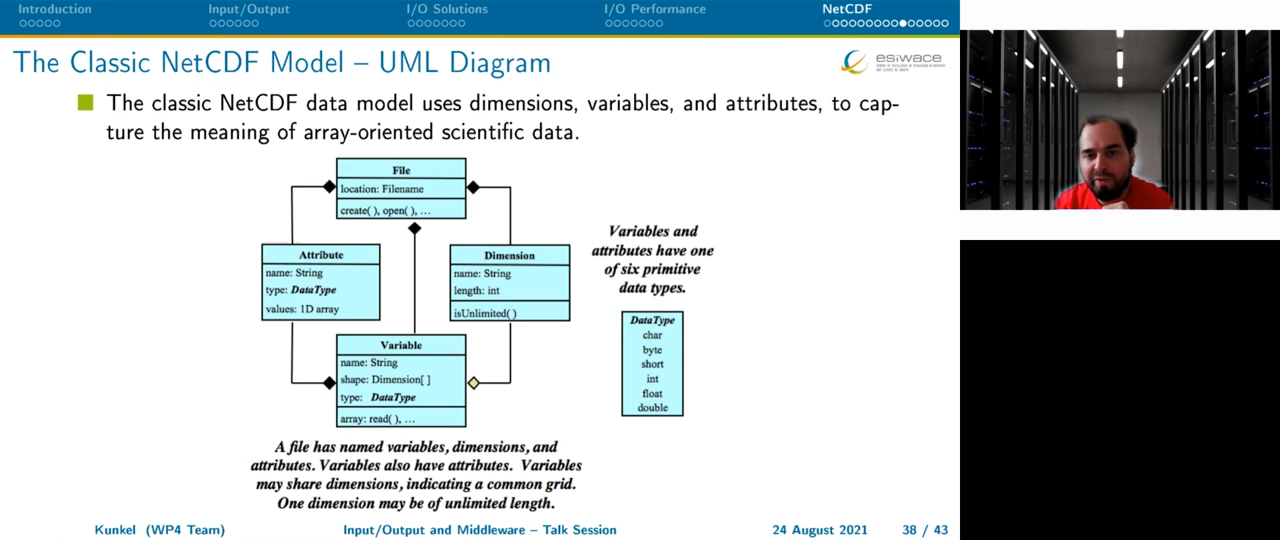 Introduction
Input/Output
I/O Solutions
I/O Performance
NetCDF
The Classic NetCDF Model – UML Diagram
esiwace
The classic NetCDF data model uses dimensions, variables, and attributes, to cap-
ture the meaning of array-oriented scientific data.
File
location: Filename
create( ), open( ), ...
Attribute
name: String
type: DataType
values: 1D array
Dimension
name: String
length: int
isUnlimited( )
Variables and
attributes have one
of six primitive
data types.
DataType
char
byte
short
int
float
double
Variable
name: String
shape: Dimension[ ]
type: DataType
array: read( ), ...
A file has named variables, dimensions, and
attributes. Variables also have attributes. Variables
may share dimensions, indicating a common grid.
One dimension may be of unlimited length.
Kunkel (WP4 Team)
Input/Output and Middleware – Talk Session
24 August 2021
38 / 43